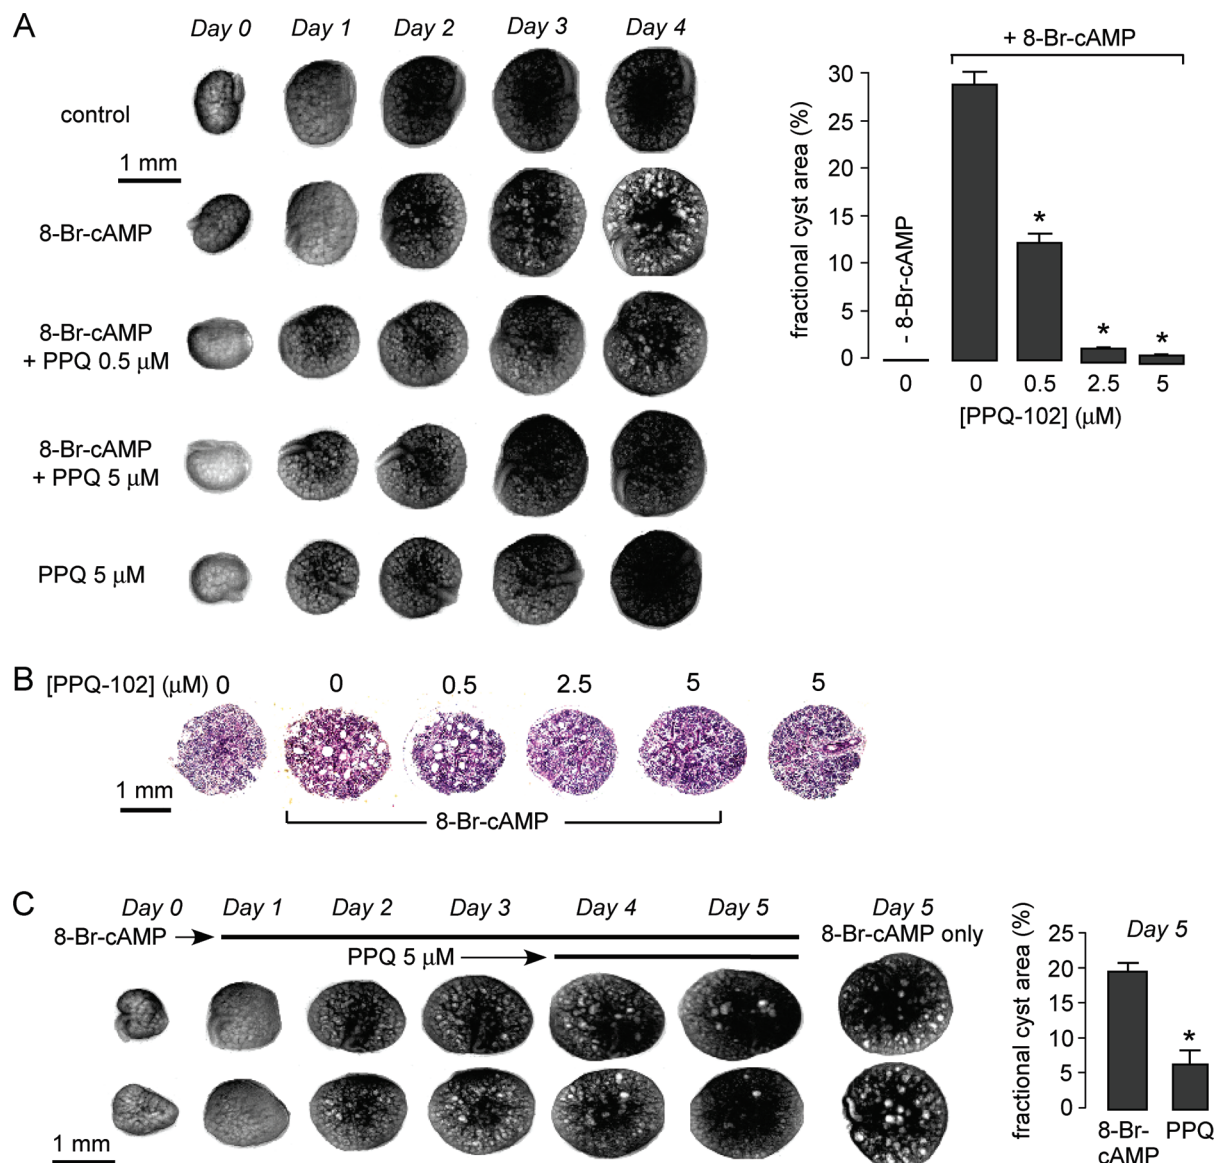 A
Day 0 Day 1 Day 2 Day 3 Day 4
control
1 mm
8-Br-cAMP
8-Br-cAMP
+ PPQ 0.5 μM
8-Br-cAMP
+ PPQ 5 μM
PPQ 5 μM
+ 8-Br-cAMP
fractional cyst area (%)
30
25
20
15
10
5
0
- 8-Br-cAMP
*
*
*
0 0 0.5 2.5 5
[PPQ-102] (μM)
B
[PPQ-102] (μM) 0 0 0.5 2.5 5 5
1 mm
8-Br-cAMP
C
Day 0 Day 1 Day 2 Day 3 Day 4 Day 5 Day 5
8-Br-cAMP 8-Br-cAMP only
PPQ 5 μM
1 mm
fractional cyst area (%)
Day 5
25
20
15
10
5
0
*
8-Br- PPQ
cAMP